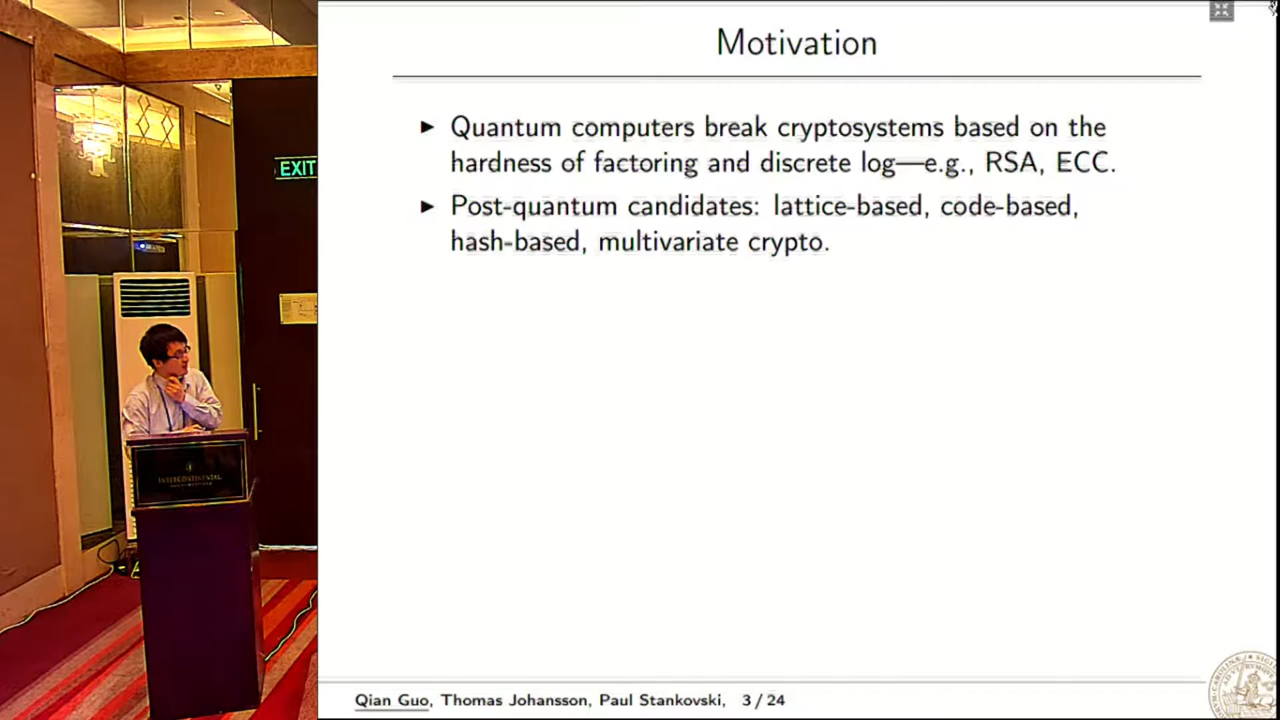 Motivation
► Quantum computers break cryptosystems based on the
hardness of factoring and discrete log—e.g., RSA, ECC.
► Post-quantum candidates: lattice-based, code-based,
hash-based, multivariate crypto.
EXIT
INTERCONTINENTAL
Qian Guo, Thomas Johansson, Paul Stankovski, 3 / 24